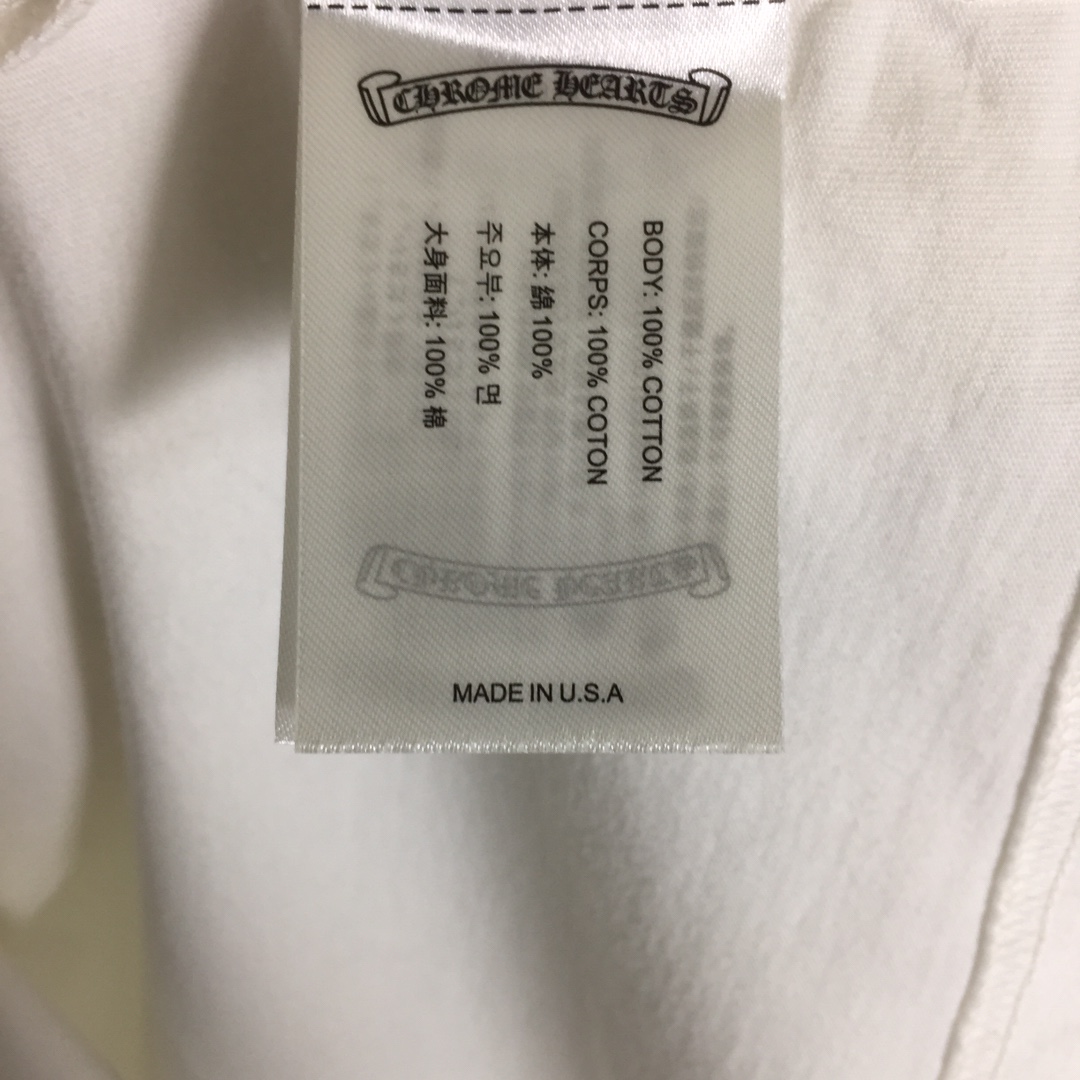 CHROME HEARTS
BODY: 100% COTTON
CORPS: 100% COTON
本体: 綿 100%
주요부: 100% 면
大身面料: 100% 棉
CHROME HEARTS
MADE IN U.S.A